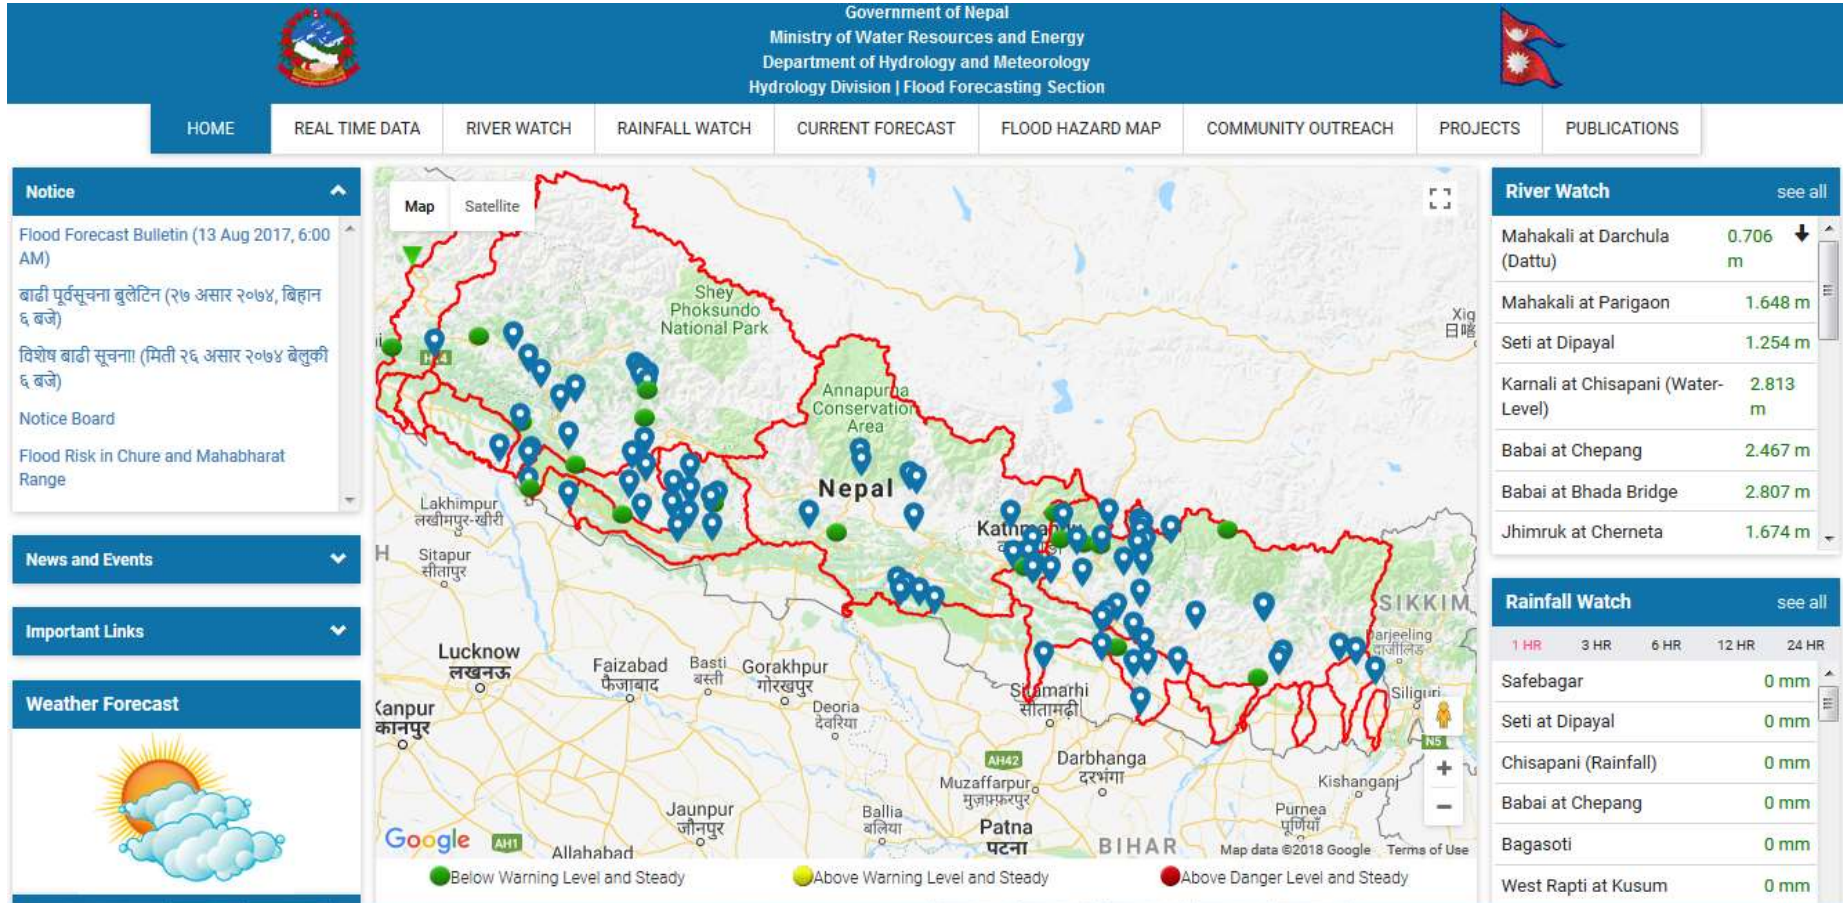 Government of Nepal
Ministry of Water Resources and Energy
Department of Hydrology and Meteorology
Hydrology Division | Flood Forecasting Section
HOME
REAL TIME DATA
RIVER WATCH
RAINFALL WATCH
CURRENT FORECAST
FLOOD HAZARD MAP
COMMUNITY OUTREACH
PROJECTS
PUBLICATIONS
Notice
Flood Forecast Bulletin (13 Aug 2017, 6:00
AM)
बाढी पूर्वसूचना बुलेटिन (२७ असार २०७४, बिहान
६ बजे)
विशेष बाढी सूचना! (मिती २६ असार २०७४ बेलुकी
६ बजे)
Notice Board
Flood Risk in Chure and Mahabharat
Range
News and Events
Important Links
Weather Forecast
Map
Satellite
Shey
Phoksundo
National Park
Annapurna
Conservation
Area
Nepal
Lakhimpur
लखीमपुर-खीरी
Sitapur
सीतापुर
Lucknow
लखनऊ
Kanpur
कानपुर
Faizabad
फैजाबाद
Basti
बस्ती
Gorakhpur
गोरखपुर
Deoria
देवरिया
Sitamarhi
सीतामढ़ी
SIKKIM
Darjeeling
Siliguri
N5
AH42
Darbhanga
दरभंगा
Muzaffarpur
मुज़फ़्फ़रपुर
Kishanganj
Purnea
पूर्णियाँ
Jaunpur
जौनपुर
Ballia
बलिया
Patna
पटना
BIHAR
Google
AH1
Allahabad
Map data ©2018 Google
Terms of Use
Below Warning Level and Steady
Above Warning Level and Steady
Above Danger Level and Steady
River Watch
see all
Mahakali at Darchula 0.706
(Dattu) m
Mahakali at Parigaon 1.648 m
Seti at Dipayal 1.254 m
Karnali at Chisapani (Water- 2.813
Level) m
Babai at Chepang 2.467 m
Babai at Bhada Bridge 2.807 m
Jhimruk at Cherneta 1.674 m
Rainfall Watch
see all
1 HR 3 HR 6 HR 12 HR 24 HR
Safebagar 0 mm
Seti at Dipayal 0 mm
Chisapani (Rainfall) 0 mm
Babai at Chepang 0 mm
Bagasoti 0 mm
West Rapti at Kusum 0 mm